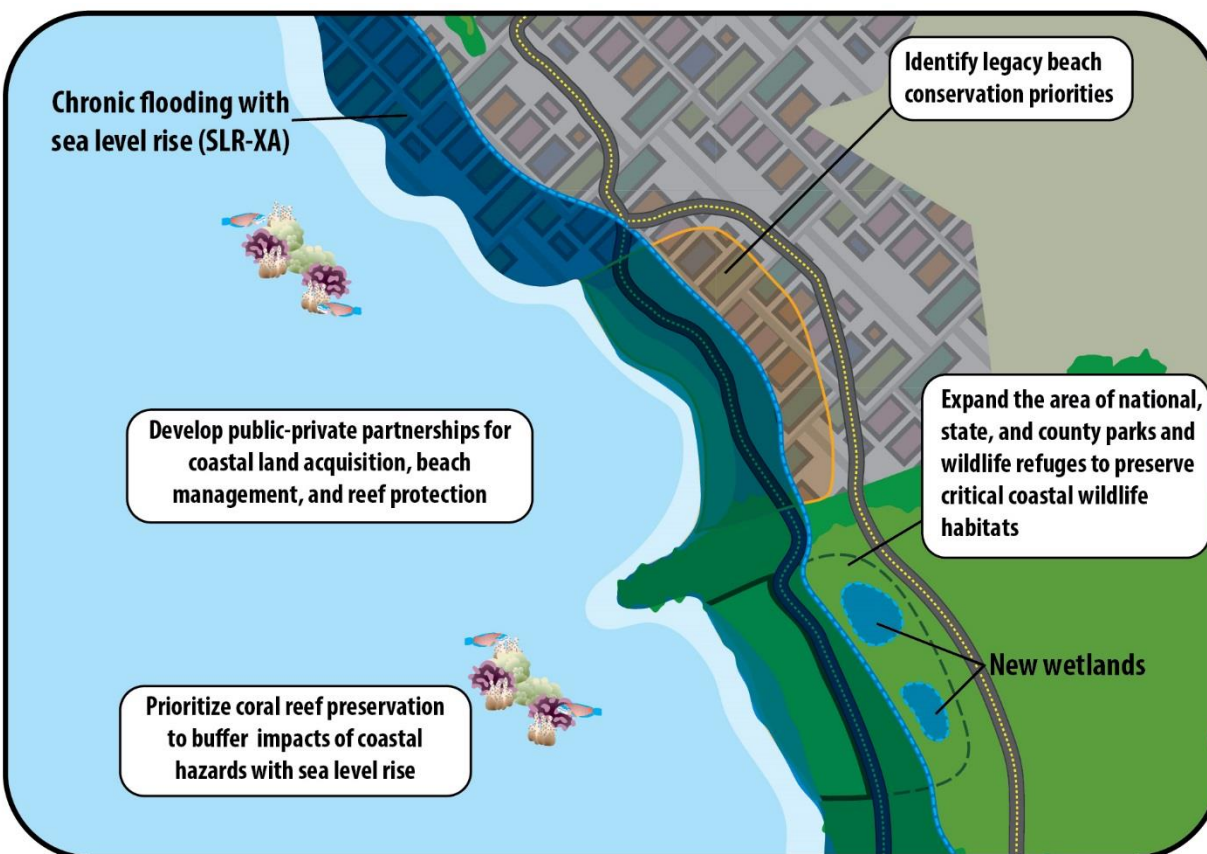 Chronic flooding with
sea level rise (SLR-XA)
Identify legacy beach
conservation priorities
Develop public-private partnerships for
coastal land acquisition, beach
management, and reef protection
Expand the area of national,
state, and county parks and
wildlife refuges to preserve
critical coastal wildlife
habitats
New wetlands
Prioritize coral reef preservation
to buffer impacts of coastal
hazards with sea level rise